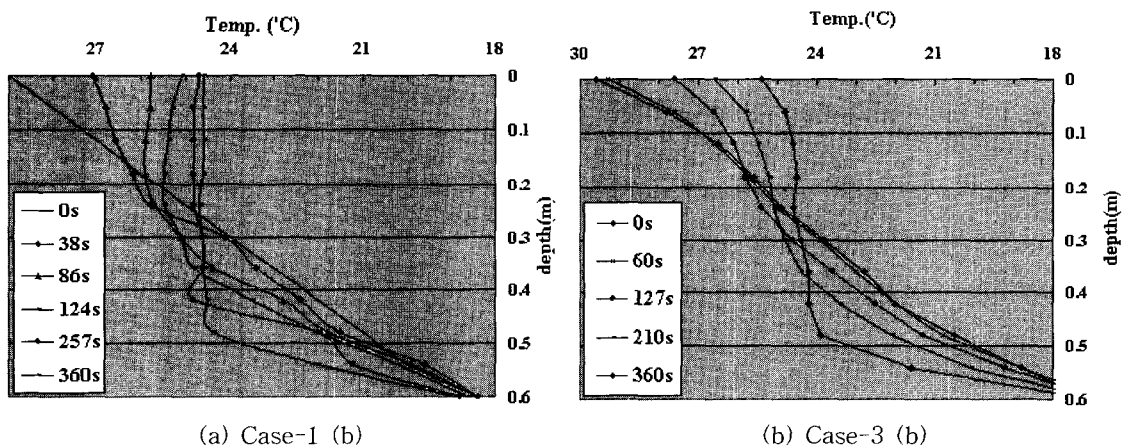 Temp. ('C)
27 24 21 18
0
0.1
0.2
0.3
0.4
0.5
0.6
depth(m)
0s
38s
86s
124s
257s
360s
(a) Case-1 (b)
Temp. ('C)
30 27 24 21 18
0
0.1
0.2
0.3
0.4
0.5
0.6
depth(m)
0s
60s
127s
210s
360s
(b) Case-3 (b)